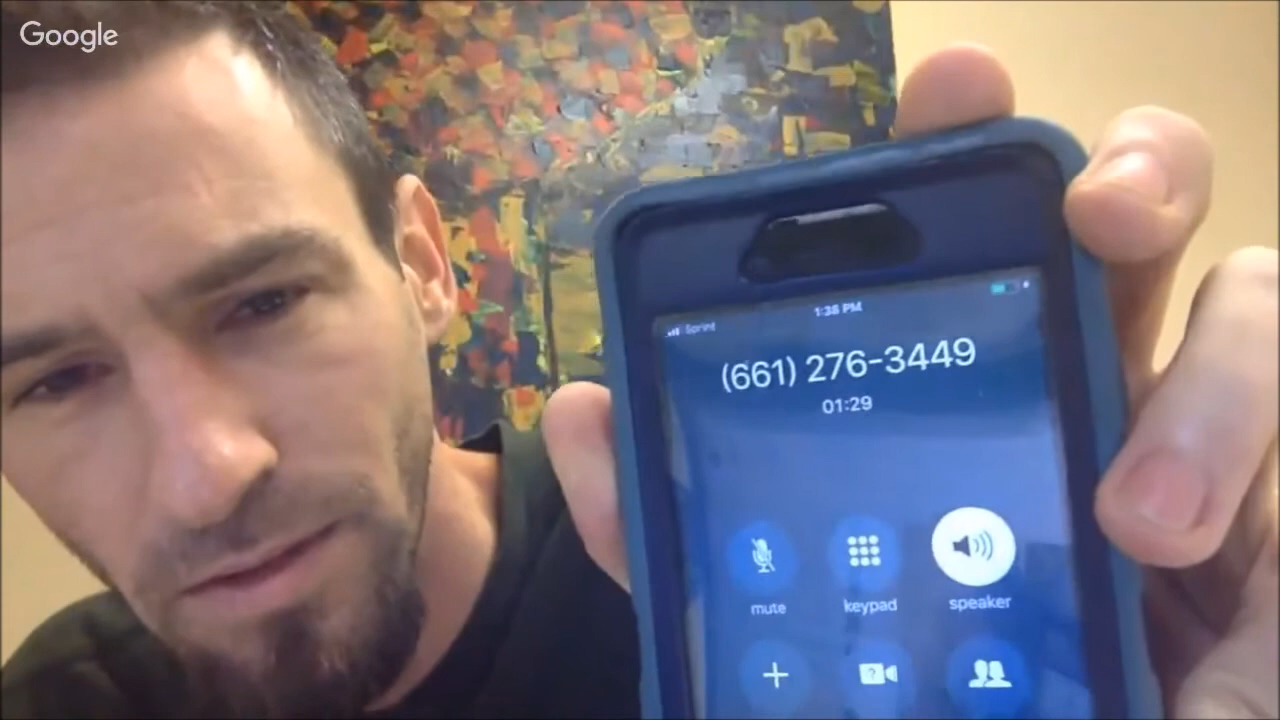 Google
1:38 PM
Sprint
(661) 276-3449
01:29
mute
keypad
speaker
?